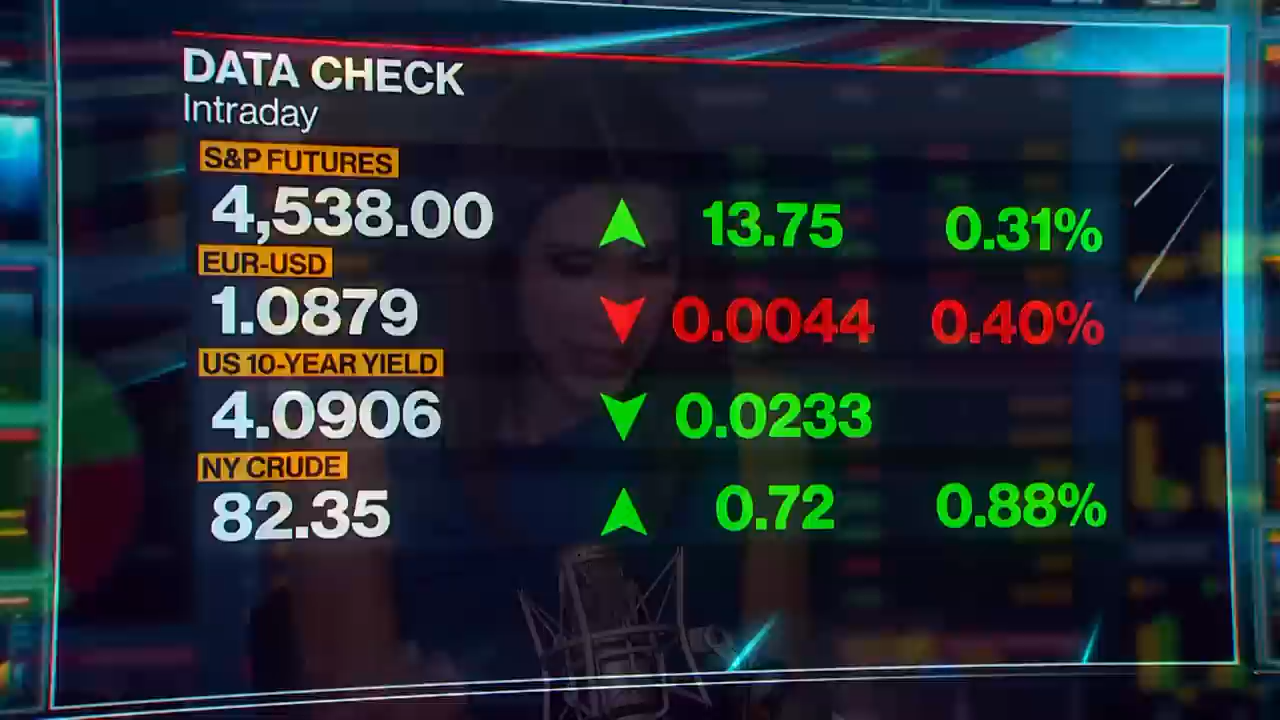 DATA CHECK
Intraday
S&P FUTURES
4,538.00 ▲ 13.75 0.31%
EUR-USD
1.0879 ▼ 0.0044 0.40%
US 10-YEAR YIELD
4.0906 ▼ 0.0233
NY CRUDE
82.35 ▲ 0.72 0.88%